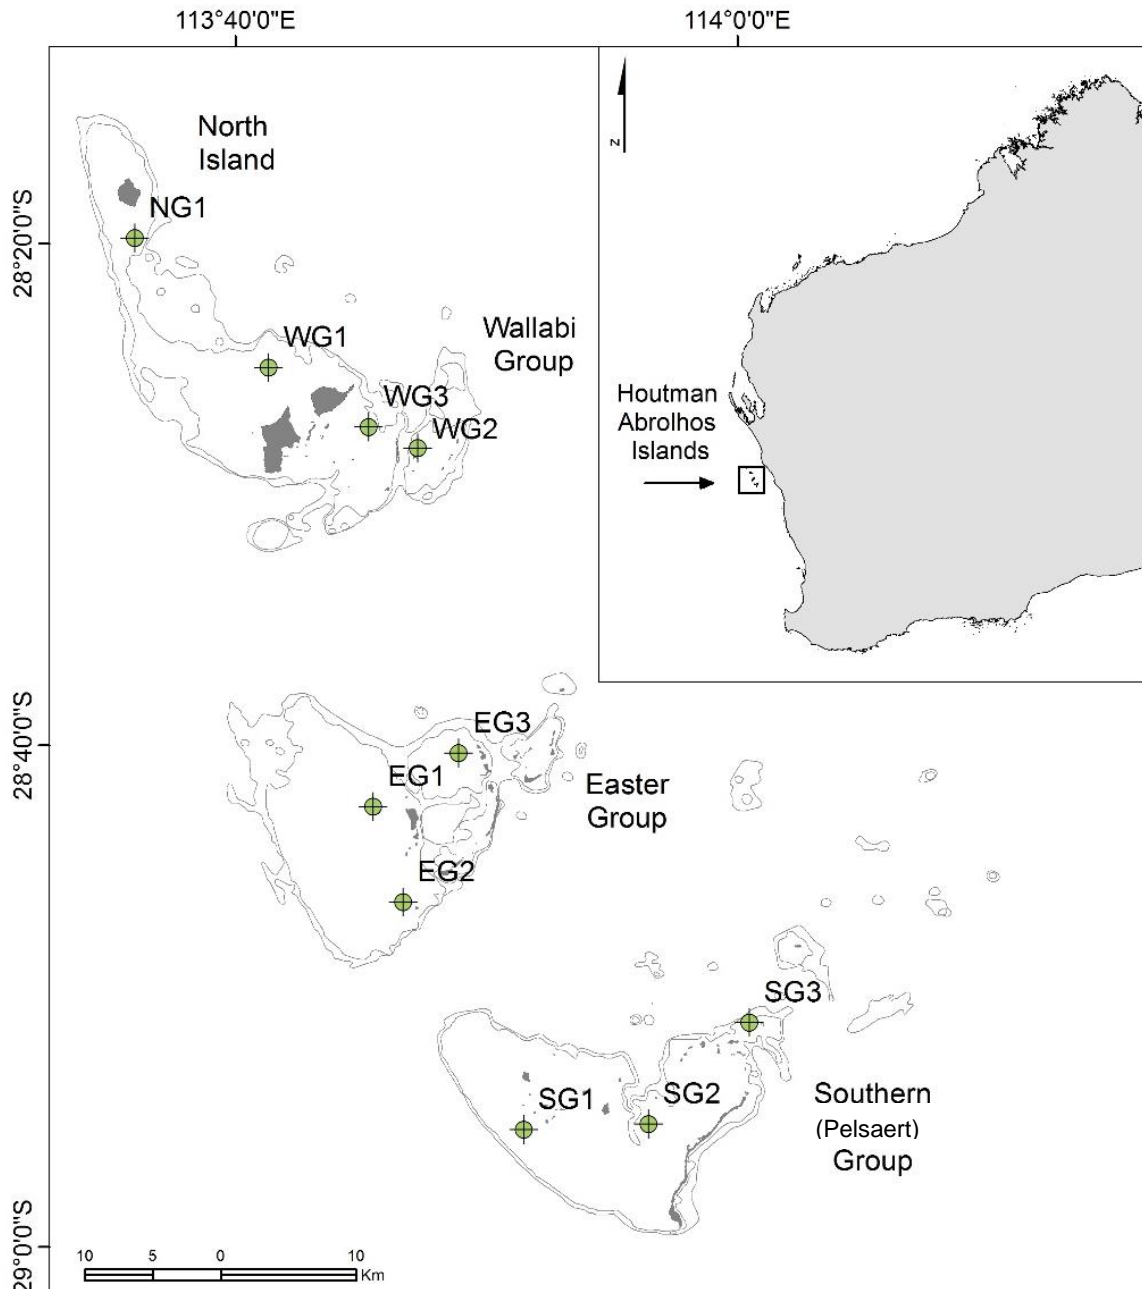 113°40'0"E
114°0'0"E
North
Island
NG1
28°20'0"S
WG1
Wallabi
Group
WG3
WG2
N
Houtman
Abrolhos
Islands
28°40'0"S
EG3
EG1
Easter
Group
EG2
SG3
SG1
SG2
Southern
(Pelsaert)
Group
29°0'0"S
10 5 0 10
Km